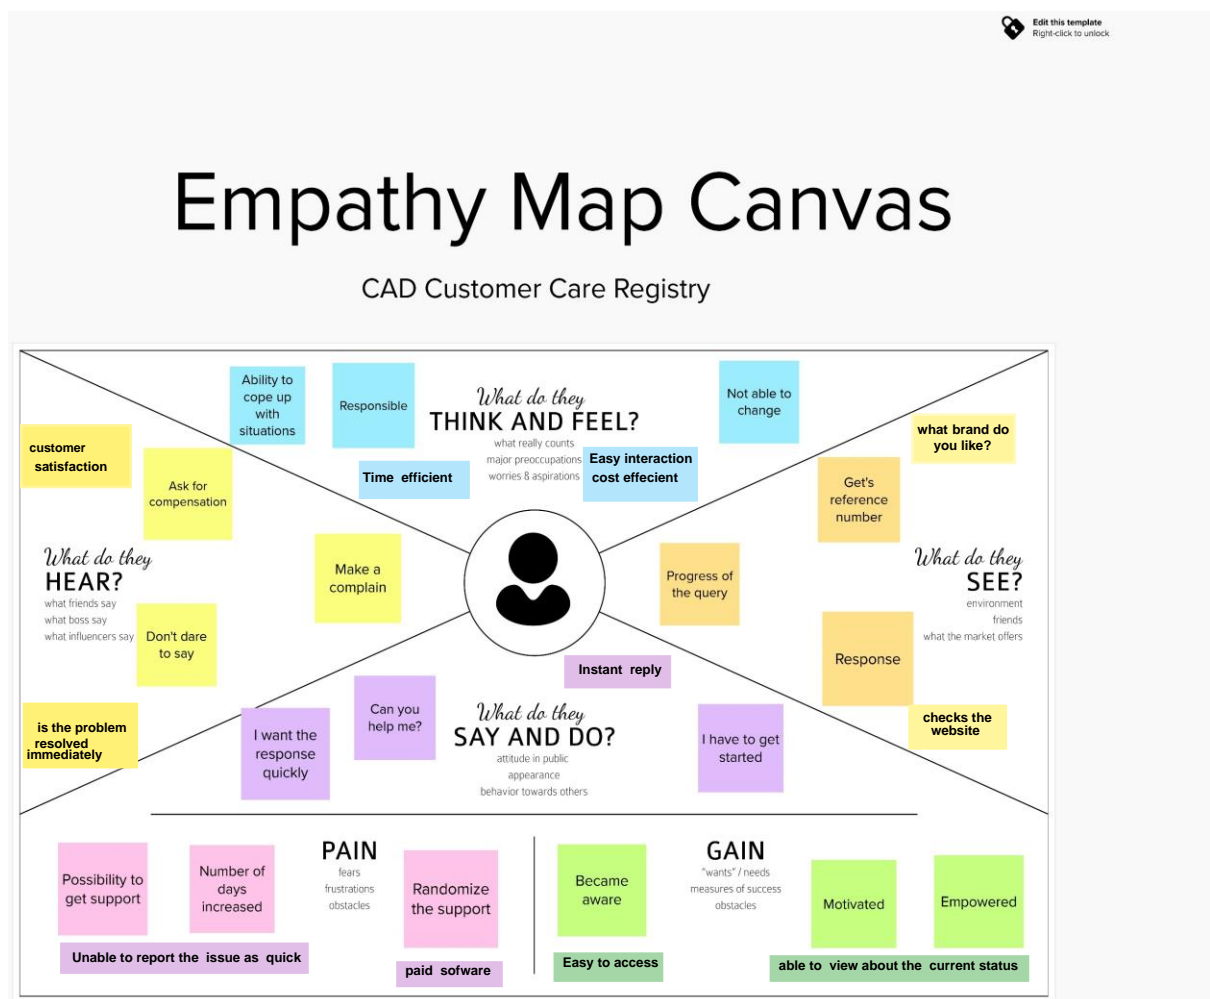 Edit this template
Right-click to unlock
Empathy Map Canvas
CAD Customer Care Registry
Ability to
cope up
with
situations
Responsible
What do they
THINK AND FEEL?
what really counts
major preoccupations
worries & aspirations
Not able to
change
Time efficient
Easy interaction
cost effecient
customer
satisfaction
Ask for
compensation
Make a
complain
What do they
HEAR?
what friends say
what boss say
what influencers say
Don't dare
to say
is the problem
resolved
immediately
what brand do
you like?
Get's
reference
number
Progress of
the query
What do they
SEE?
environment
friends
what the market offers
Response
checks the
website
Instant reply
Can you
help me?
I want the
response
quickly
What do they
SAY AND DO?
attitude in public
appearance
behavior towards others
I have to get
started
PAIN
fears
frustrations
obstacles
Possibility to
get support
Number of
days
increased
Randomize
the support
Unable to report the issue as quick
paid sofware
GAIN
"wants" / needs
measures of success
obstacles
Became
aware
Motivated
Empowered
Easy to access
able to view about the current status